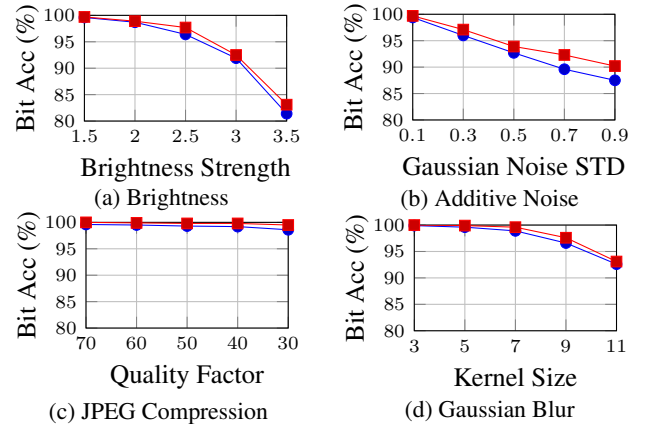 Bit Acc (%)
100
95
90
85
80
1.5 2 2.5 3 3.5
Brightness Strength
(a) Brightness
Bit Acc (%)
100
95
90
85
80
0.1 0.3 0.5 0.7 0.9
Gaussian Noise STD
(b) Additive Noise
Bit Acc (%)
100
95
90
85
80
70 60 50 40 30
Quality Factor
(c) JPEG Compression
Bit Acc (%)
100
95
90
85
80
3 5 7 9 11
Kernel Size
(d) Gaussian Blur